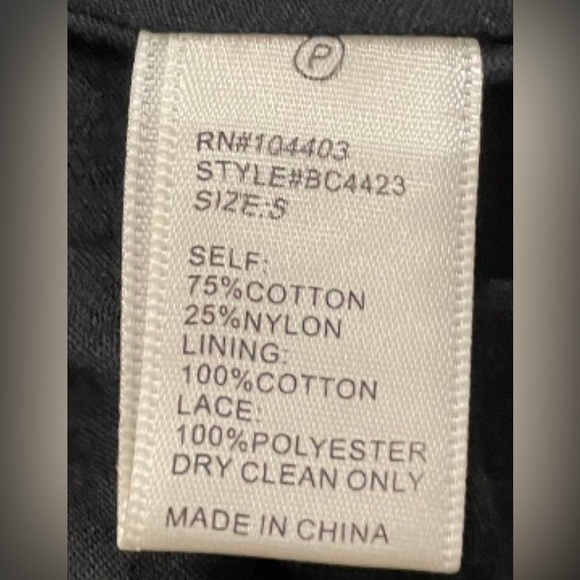 P
RN#104403
STYLE#BC4423
SIZE:S
SELF:
75%COTTON
25%NYLON
LINING:
100%COTTON
LACE:
100%POLYESTER
DRY CLEAN ONLY
MADE IN CHINA